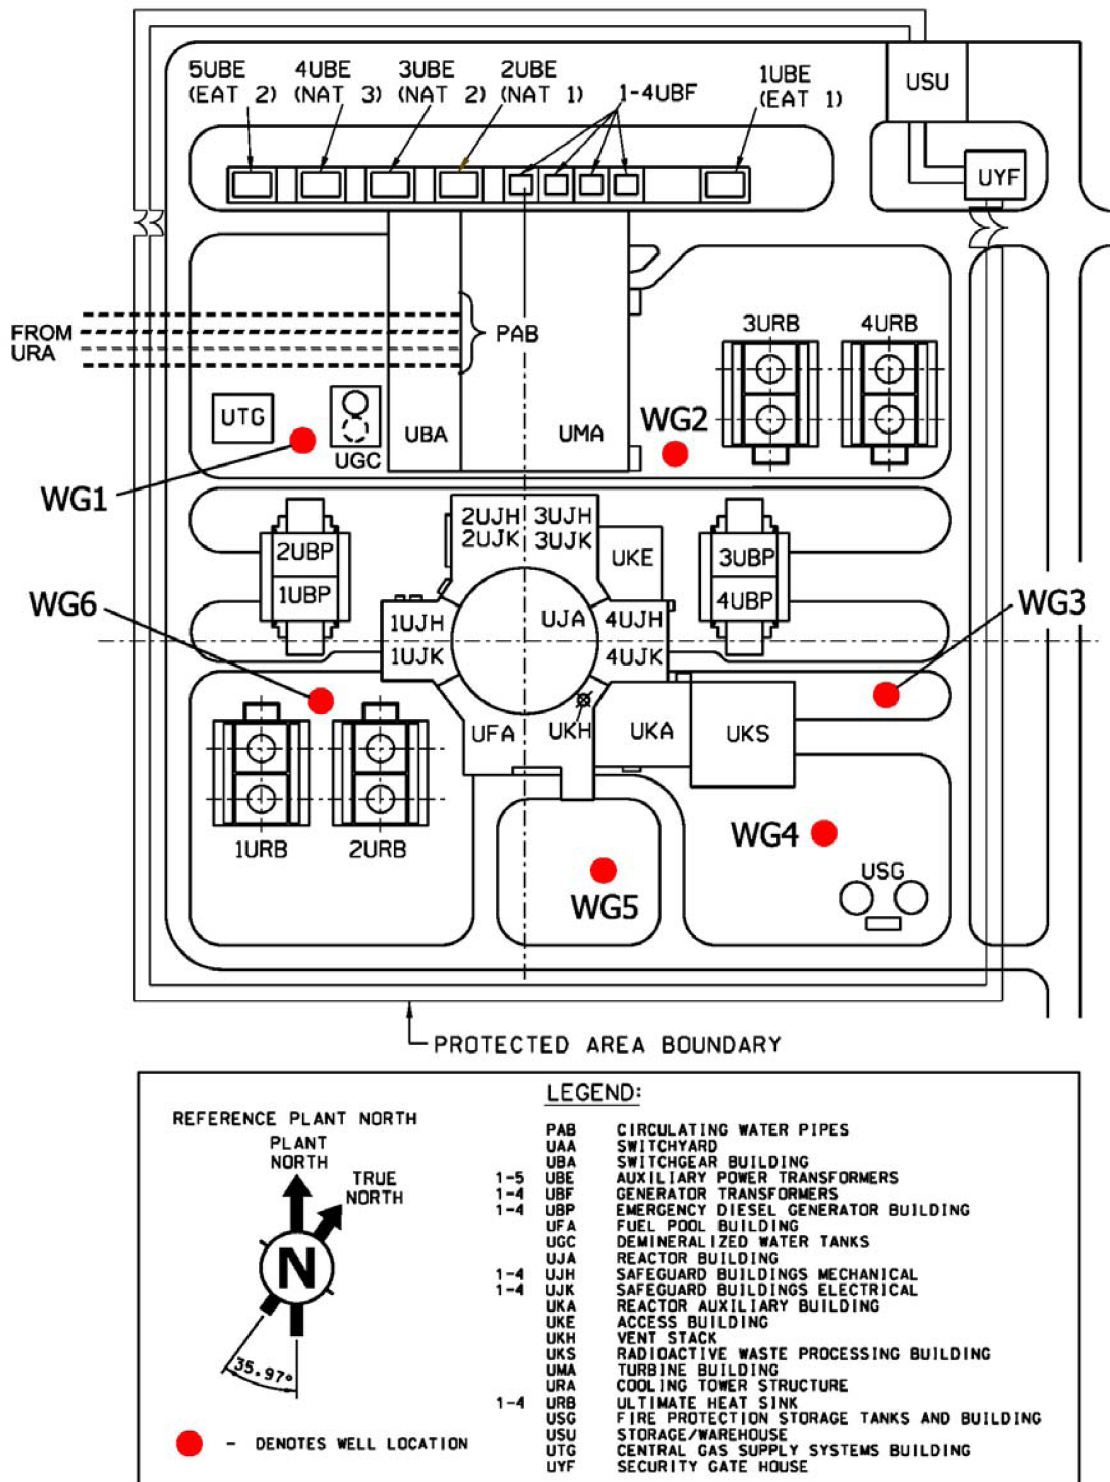 5UBE 4UBE 3UBE 2UBE 1-4UBF 1UBE USU
(EAT 2) (NAT 3) (NAT 2) (NAT 1) (EAT 1)
UYF
FROM
URA
PAB
3URB 4URB
UTG
UBA
UMA
WG2
UGC
WG1
2UJH 3UJH
2UJK 3UJK
UKE
2UBP
3UBP
1UBP
4UBP
WG6
WG3
1UJH
UJA
4UJH
1UJK
4UJK
UFA
UKH
UKA
UKS
1URB 2URB
WG4
USG
WG5
PROTECTED AREA BOUNDARY
LEGEND:
REFERENCE PLANT NORTH
PLANT
NORTH
TRUE
NORTH
N
35.97°
- DENOTES WELL LOCATION
PAB CIRCULATING WATER PIPES
UAA SWITCHYARD
UBA SWITCHGEAR BUILDING
1-5 UBE AUXILIARY POWER TRANSFORMERS
1-4 UBF GENERATOR TRANSFORMERS
1-4 UBP EMERGENCY DIESEL GENERATOR BUILDING
UFA FUEL POOL BUILDING
UGC DEMINERALIZED WATER TANKS
UJA REACTOR BUILDING
1-4 UJH SAFEGUARD BUILDINGS MECHANICAL
1-4 UJK SAFEGUARD BUILDINGS ELECTRICAL
UKA REACTOR AUXILIARY BUILDING
UKE ACCESS BUILDING
UKH VENT STACK
UKS RADIOACTIVE WASTE PROCESSING BUILDING
UMA TURBINE BUILDING
URA COOLING TOWER STRUCTURE
1-4 URB ULTIMATE HEAT SINK
USG FIRE PROTECTION STORAGE TANKS AND BUILDING
USU STORAGE/WAREHOUSE
UTG CENTRAL GAS SUPPLY SYSTEMS BUILDING
UYF SECURITY GATE HOUSE